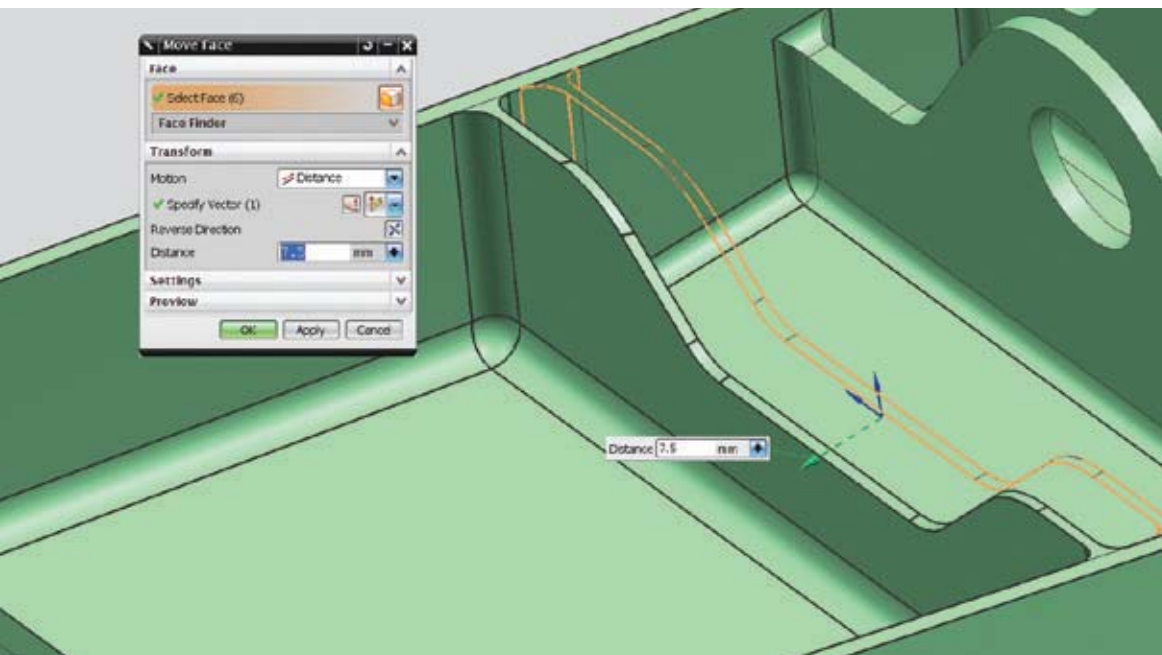 Move Face
Face
Select Face (6)
Face Finder
Transform
Motion Distance
Specify Vector (1)
Reverse Direction
Distance mm
Settings
Preview
OK Apply Cancel
Distance 7.5 mm